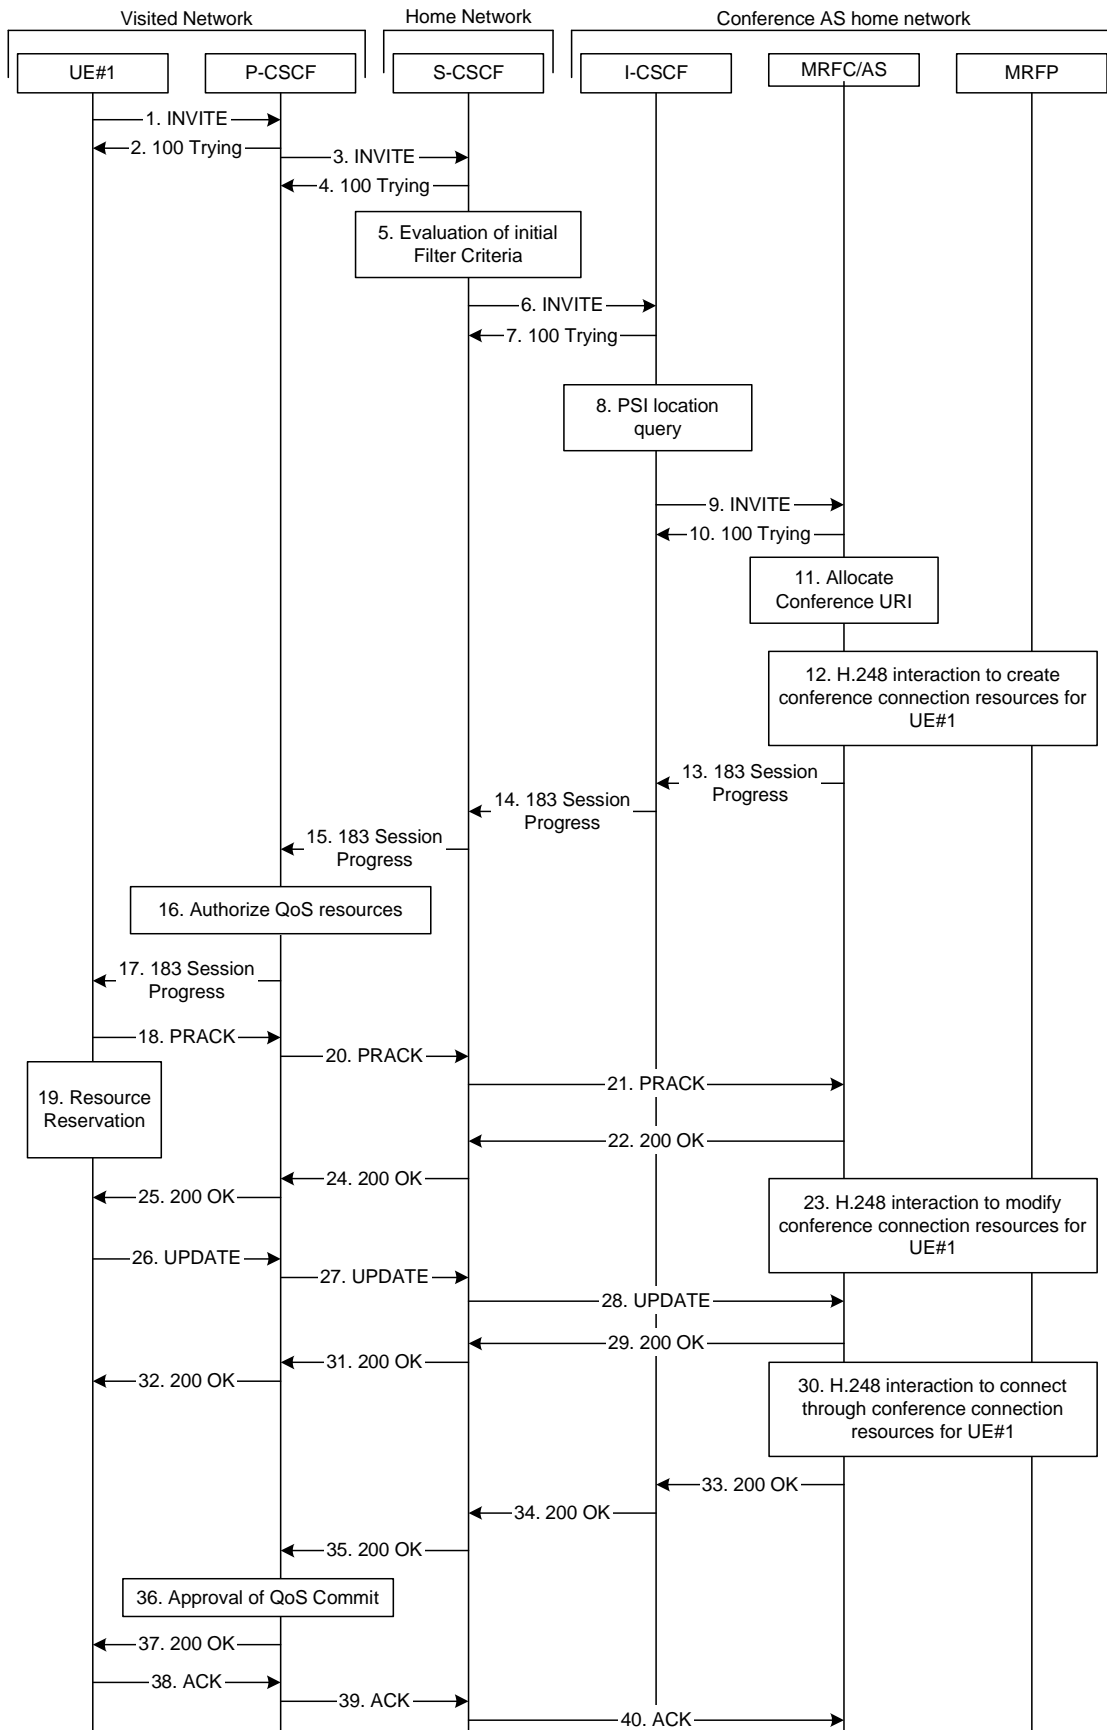 Visited Network
Home Network
Conference AS home network
UE#1
P-CSCF
S-CSCF
I-CSCF
MRFC/AS
MRFP
1. INVITE
2. 100 Trying
3. INVITE
4. 100 Trying
5. Evaluation of initial
Filter Criteria
6. INVITE
7. 100 Trying
8. PSI location
query
9. INVITE
10. 100 Trying
11. Allocate
Conference URI
12. H.248 interaction to create
conference connection resources for
UE#1
13. 183 Session
Progress
14. 183 Session
Progress
15. 183 Session
Progress
16. Authorize QoS resources
17. 183 Session
Progress
18. PRACK
19. Resource
Reservation
20. PRACK
21. PRACK
22. 200 OK
23. H.248 interaction to modify
conference connection resources for
UE#1
24. 200 OK
25. 200 OK
26. UPDATE
27. UPDATE
28. UPDATE
29. 200 OK
30. H.248 interaction to connect
through conference connection
resources for UE#1
31. 200 OK
32. 200 OK
33. 200 OK
34. 200 OK
35. 200 OK
36. Approval of QoS Commit
37. 200 OK
38. ACK
39. ACK
40. ACK